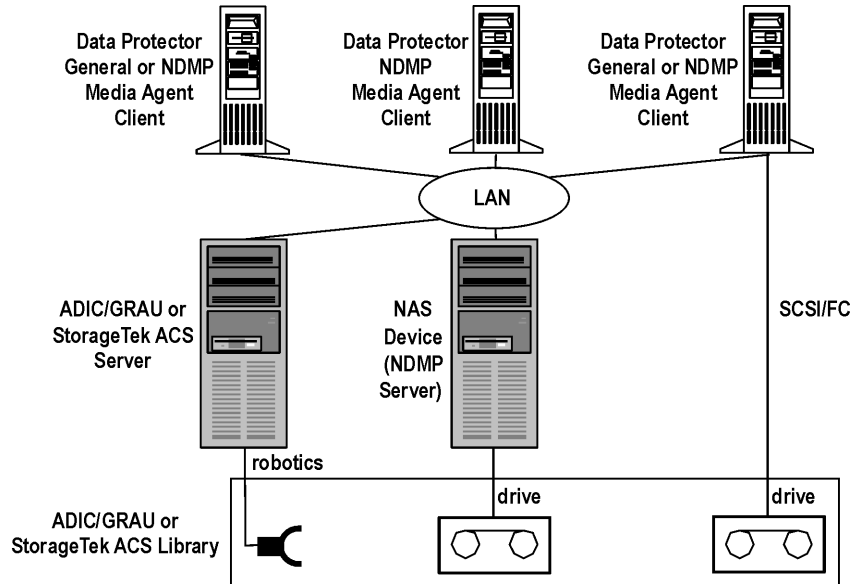 Data Protector
General or NDMP
Media Agent
Client
Data Protector
NDMP
Media Agent
Client
Data Protector
General or NDMP
Media Agent
Client
LAN
ADIC/GRAU or
StorageTek ACS
Server
NAS
Device
(NDMP
Server)
SCSI/FC
robotics
drive
drive
ADIC/GRAU or
StorageTek ACS Library